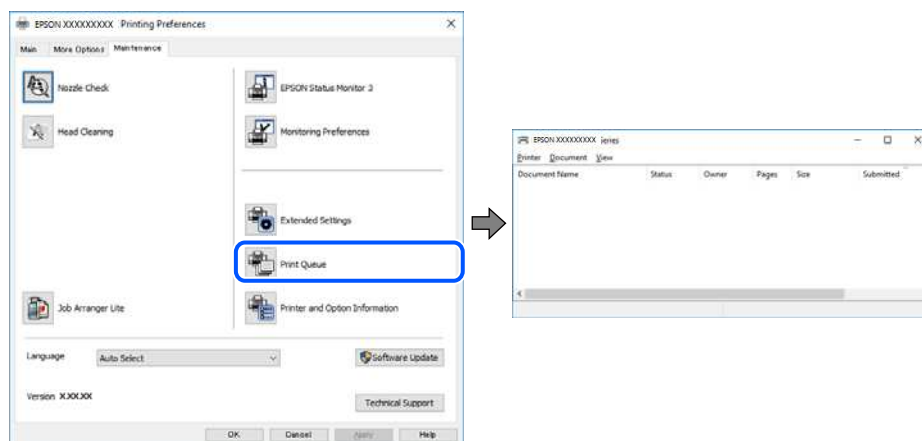 EPSON XXXXXXXXX Printing Preferences
Main More Options Maintenance
Nozzle Check
EPSON Status Monitor 3
Head Cleaning
Monitoring Preferences
Extended Settings
Print Queue
Job Arranger Lite
Printer and Option Information
Language Auto Select
Software Update
Version X.XX.XX
Technical Support
OK Cancel Apply Help
EPSON XXXXXXXXX ieries
Printer Document View
Document Name Status Owner Pages Size Submitted